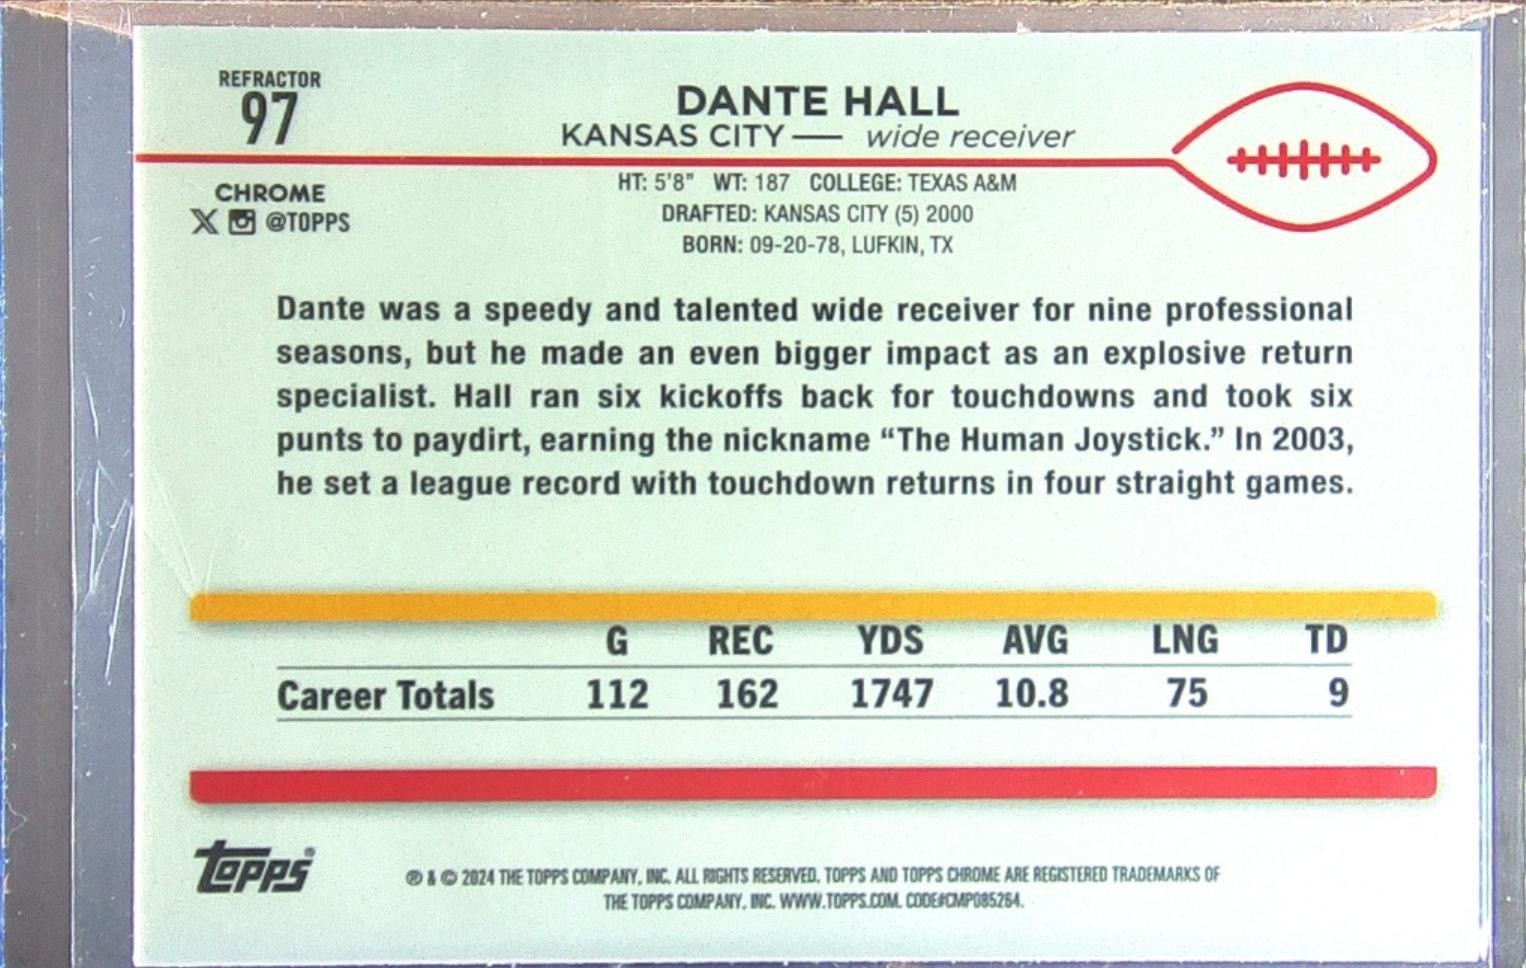 REFRACTOR
97
DANTE HALL
KANSAS CITY — wide receiver
CHROME
X @TOPPS
HT: 5'8" WT: 187 COLLEGE: TEXAS A&M
DRAFTED: KANSAS CITY (5) 2000
BORN: 09-20-78, LUFKIN, TX
Dante was a speedy and talented wide receiver for nine professional
seasons, but he made an even bigger impact as an explosive return
specialist. Hall ran six kickoffs back for touchdowns and took six
punts to paydirt, earning the nickname “The Human Joystick.” In 2003,
he set a league record with touchdown returns in four straight games.
G REC YDS AVG LNG TD
Career Totals 112 162 1747 10.8 75 9
Topps®
® & © 2024 THE TOPPS COMPANY, INC. ALL RIGHTS RESERVED. TOPPS AND TOPPS CHROME ARE REGISTERED TRADEMARKS OF
THE TOPPS COMPANY, INC. WWW.TOPPS.COM. CODE#CMP085264.